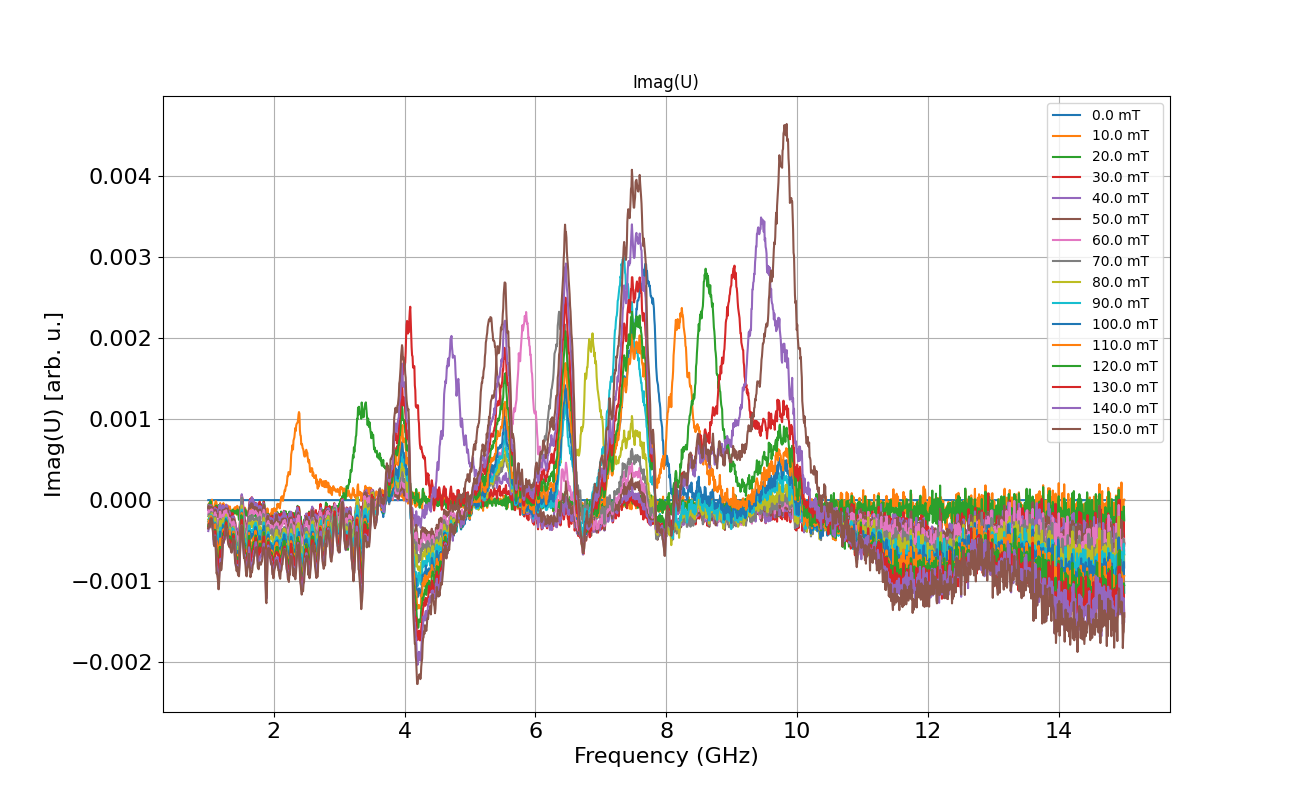 Imag(U)
Imag(U) [arb. u.]
0.004
0.003
0.002
0.001
0.000
−0.001
−0.002
2 4 6 8 10 12 14
Frequency (GHz)
0.0 mT
10.0 mT
20.0 mT
30.0 mT
40.0 mT
50.0 mT
60.0 mT
70.0 mT
80.0 mT
90.0 mT
100.0 mT
110.0 mT
120.0 mT
130.0 mT
140.0 mT
150.0 mT